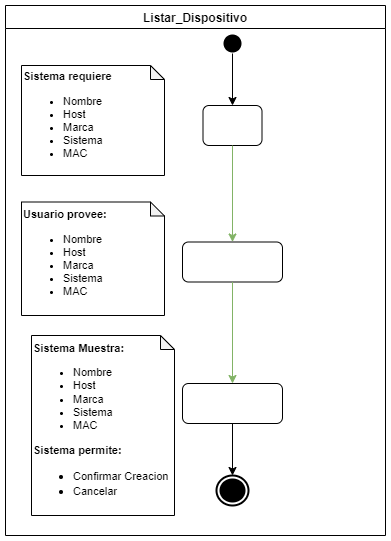 Listar_Dispositivo
Sistema requiere
Nombre
Host
Marca
Sistema
MAC
Usuario provee:
Nombre
Host
Marca
Sistema
MAC
Sistema Muestra:
Nombre
Host
Marca
Sistema
MAC
Sistema permite:
Confirmar Creacion
Cancelar